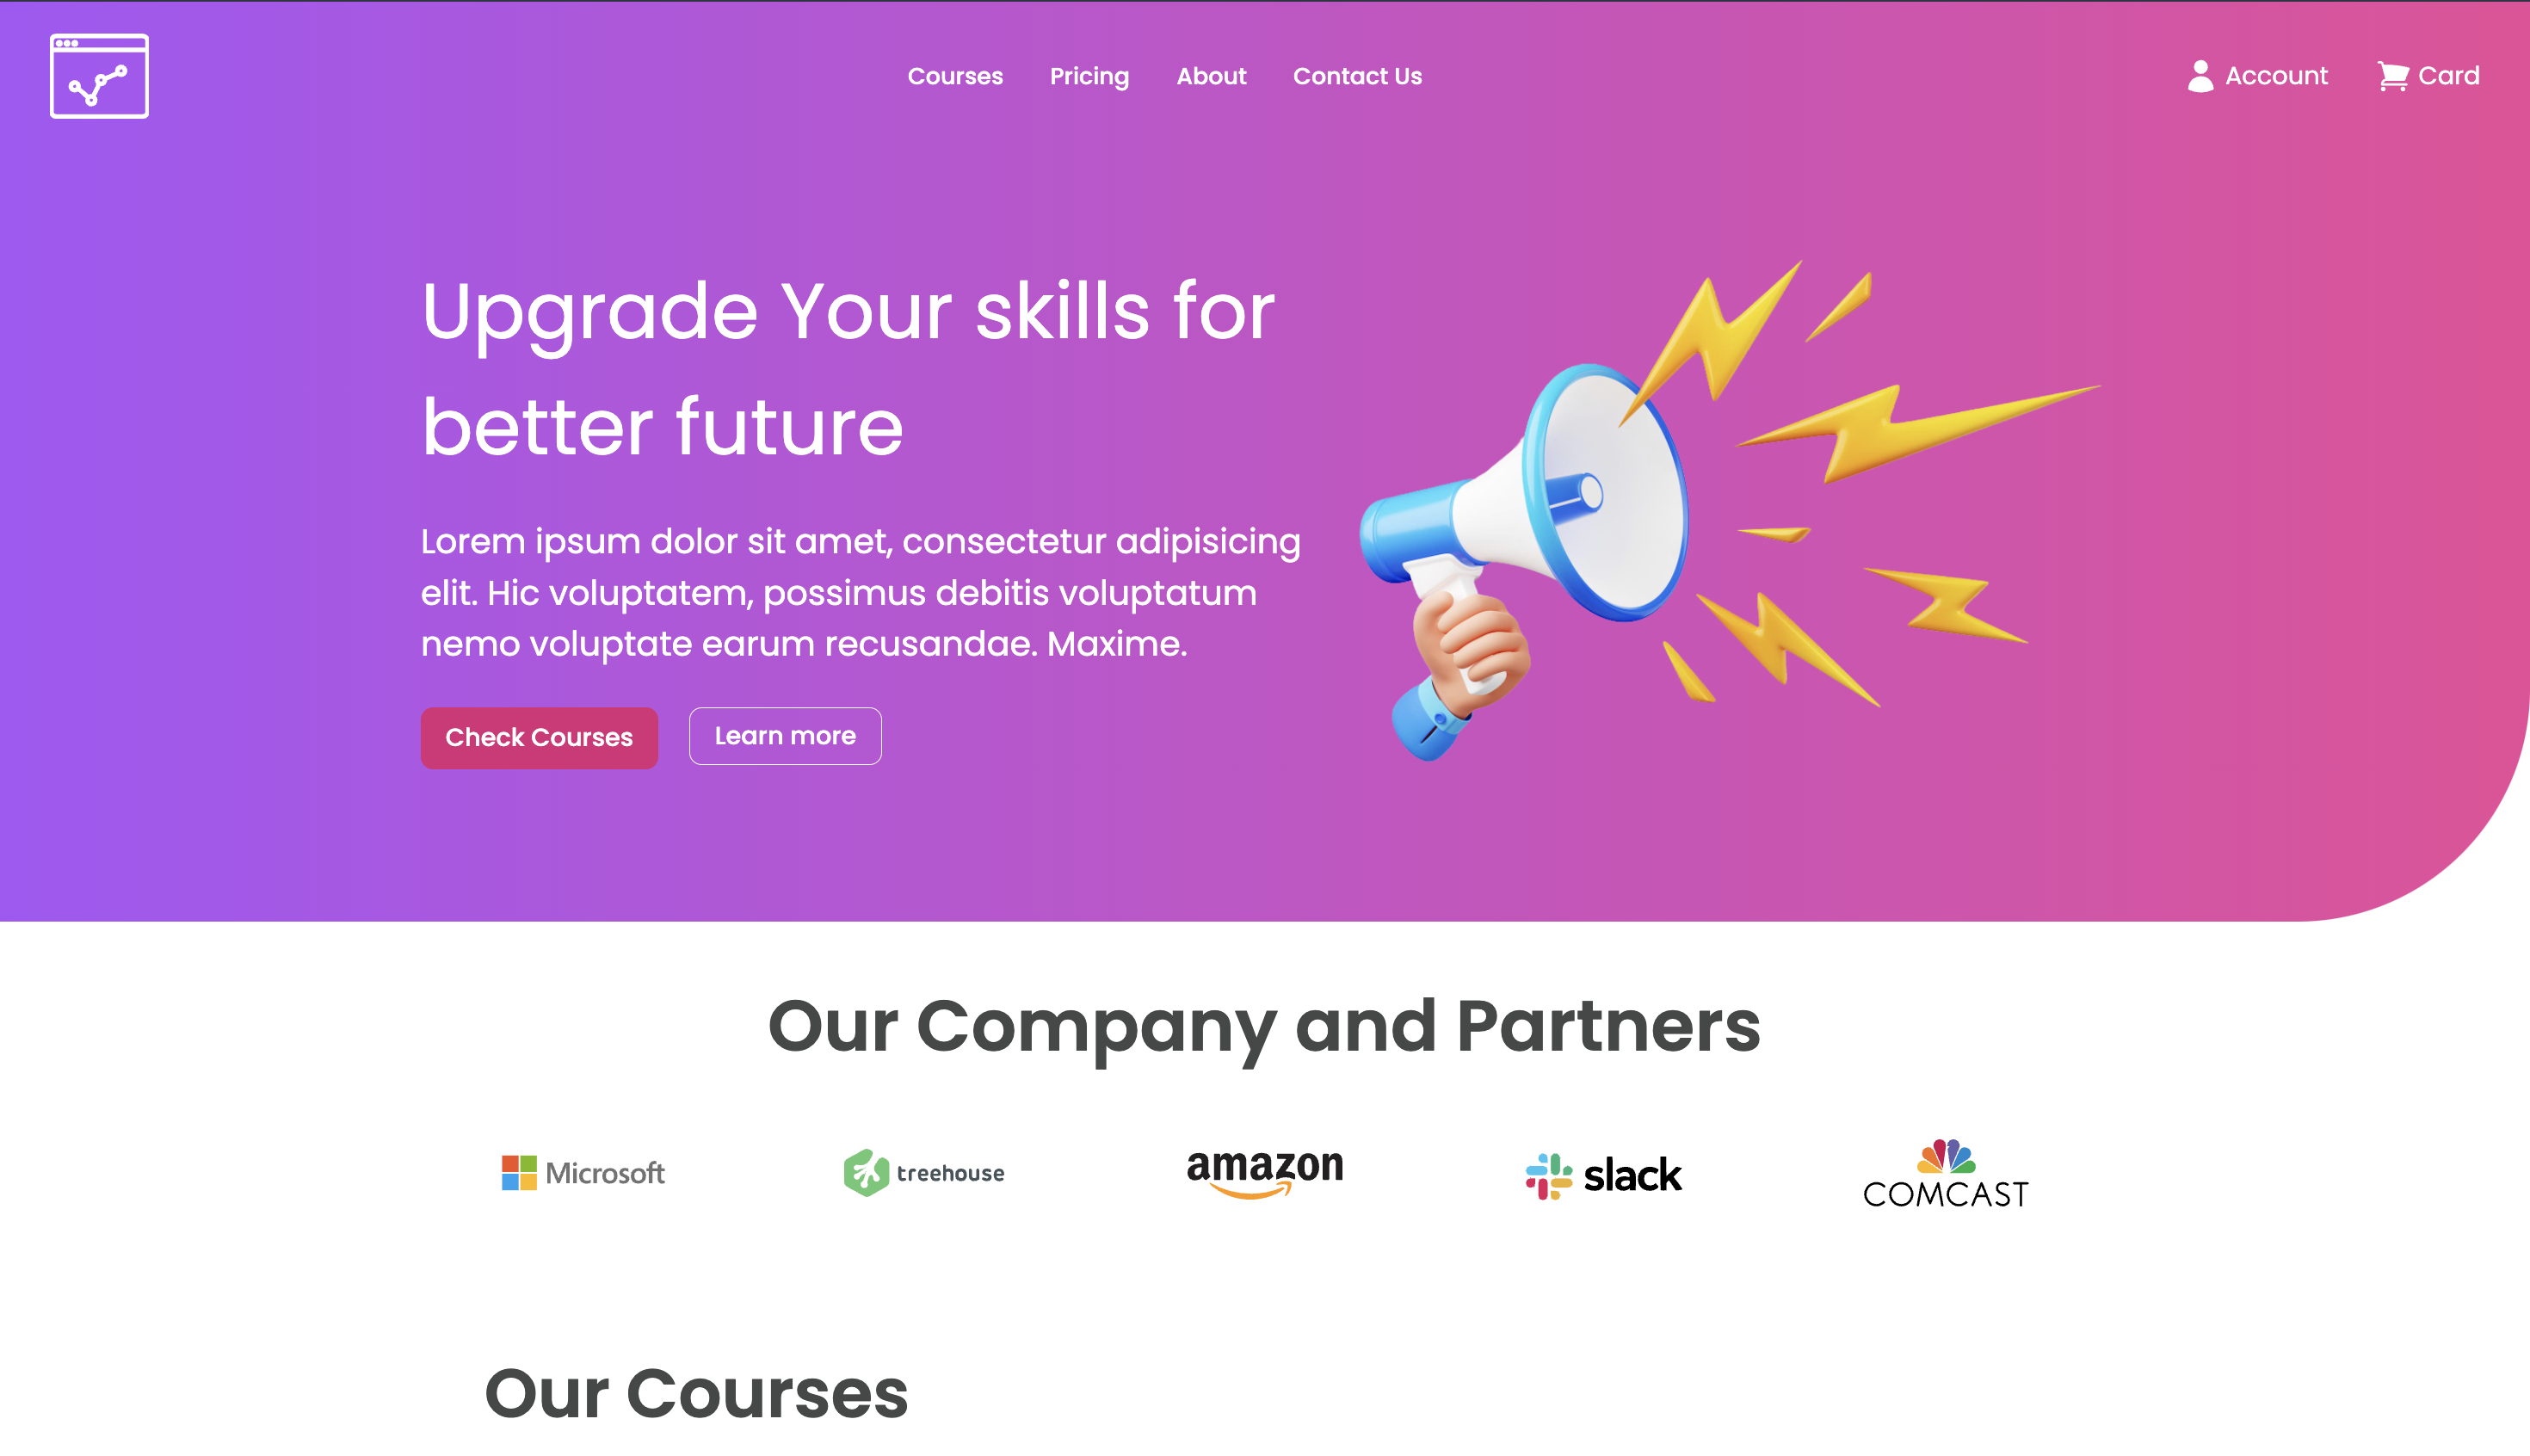 Courses Pricing About Contact Us Account Card
Upgrade Your skills for
better future
Lorem ipsum dolor sit amet, consectetur adipisicing
elit. Hic voluptatem, possimus debitis voluptatum
nemo voluptate earum recusandae. Maxime.
Check Courses Learn more
Our Company and Partners
Microsoft treehouse amazon slack COMCAST
Our Courses